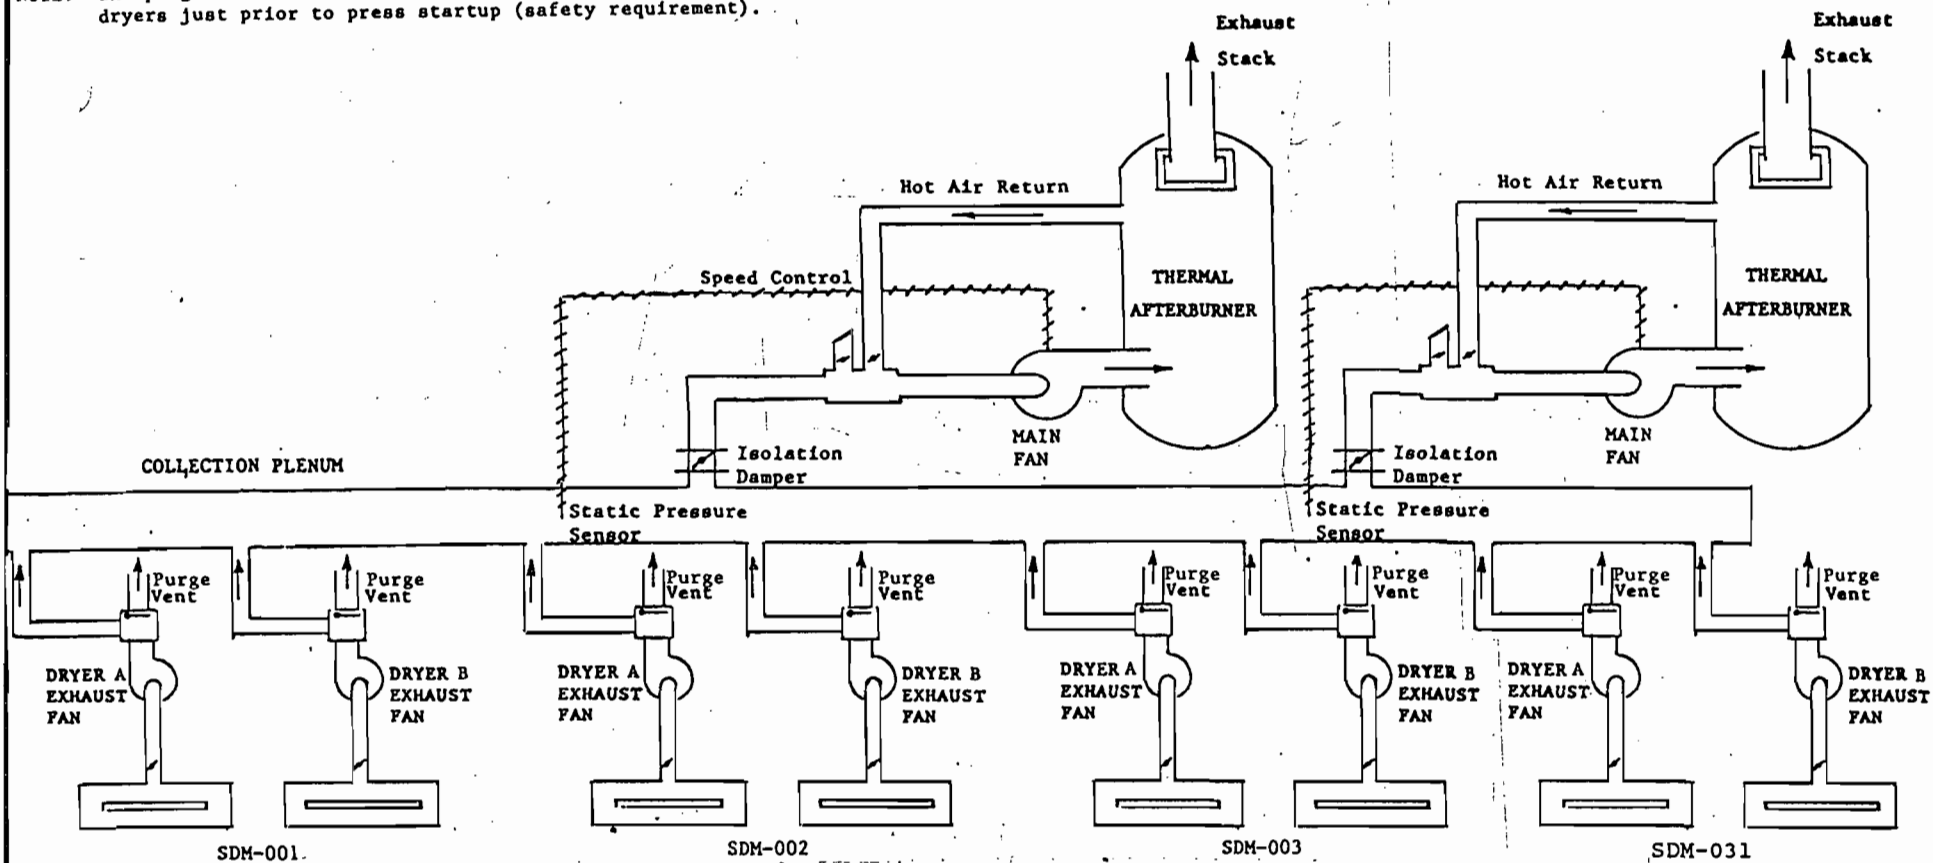 dryers just prior to press startup (safety requirement).
Exhaust
Stack
Exhaust
Stack
Hot Air Return
Hot Air Return
Speed Control
THERMAL
AFTERBURNER
THERMAL
AFTERBURNER
MAIN
FAN
MAIN
FAN
Isolation
Damper
Isolation
Damper
COLLECTION PLENUM
Static Pressure
Sensor
Static Pressure
Sensor
Purge
Vent
Purge
Vent
Purge
Vent
Purge
Vent
Purge
Vent
Purge
Vent
Purge
Vent
Purge
Vent
DRYER A
EXHAUST
FAN
DRYER B
EXHAUST
FAN
DRYER A
EXHAUST
FAN
DRYER B
EXHAUST
FAN
DRYER A
EXHAUST
FAN
DRYER B
EXHAUST
FAN
DRYER A
EXHAUST
FAN
DRYER B
EXHAUST
FAN
SDM-001
SDM-002
SDM-003
SDM-031